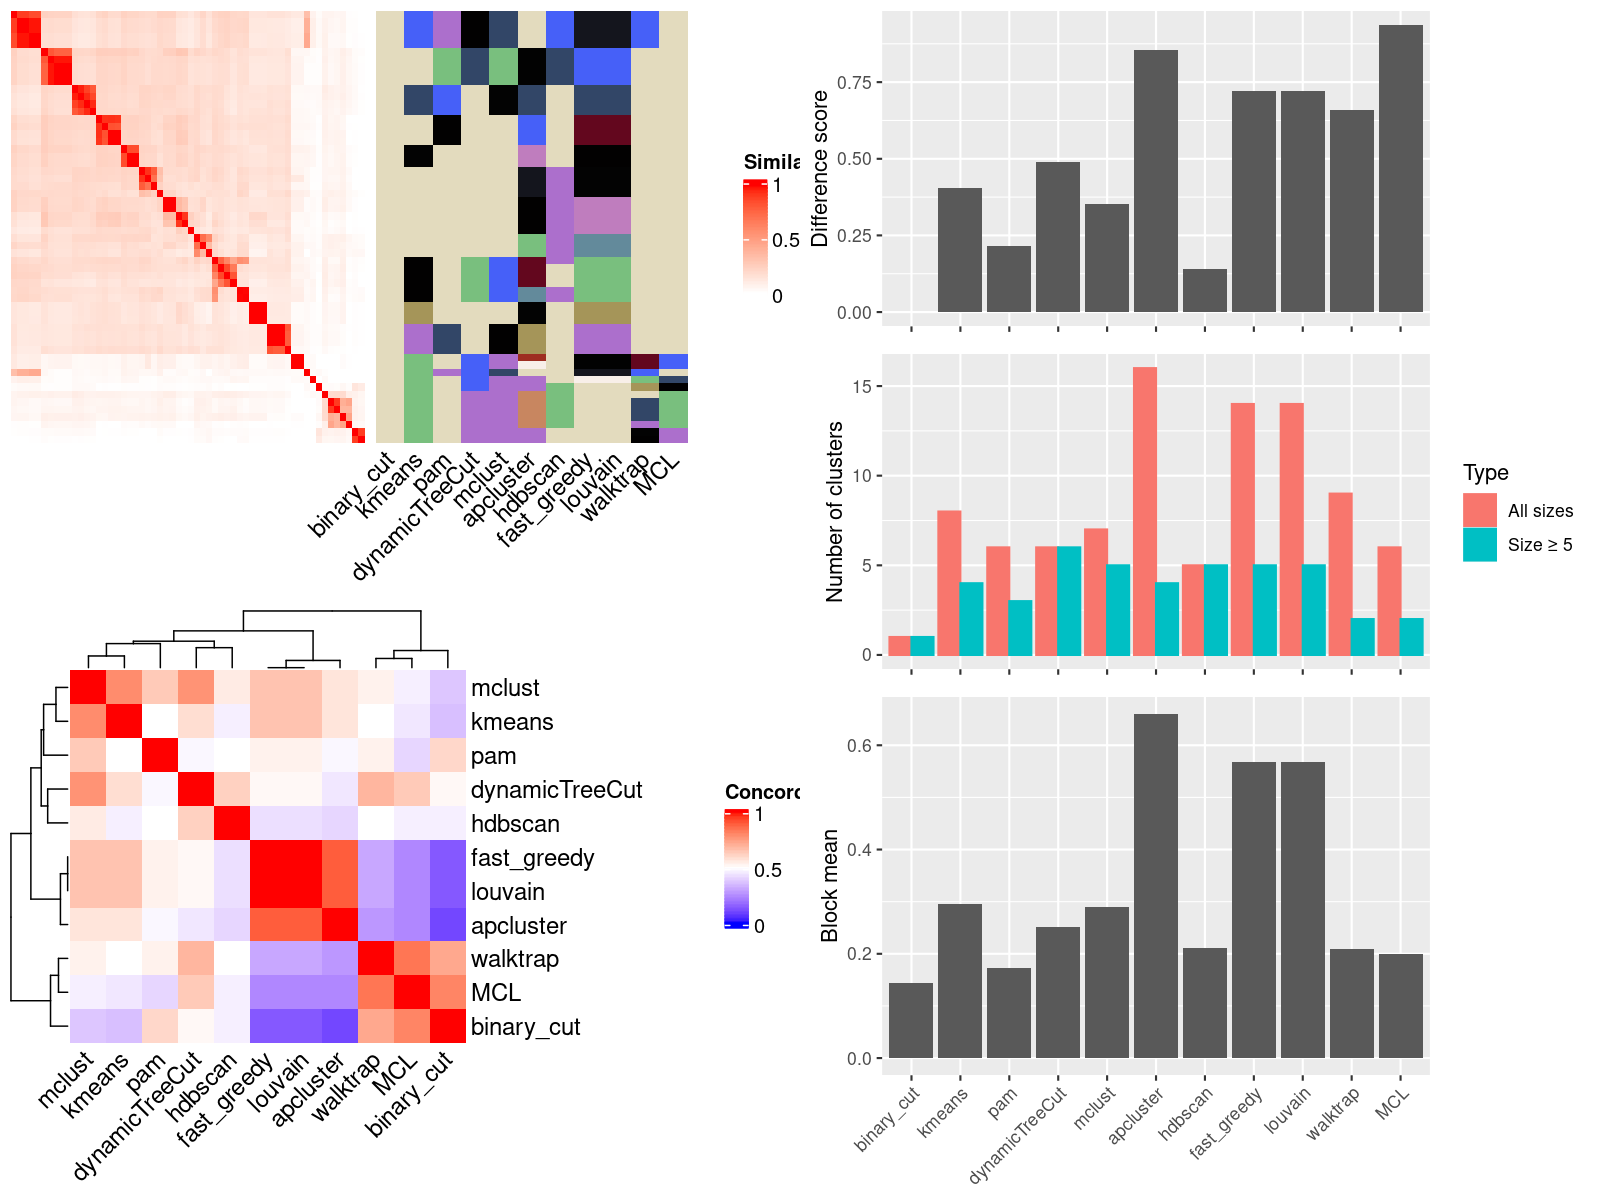 Simila
1
0.5
0
binary_cut
kmeans
pam
dynamicTreeCut
mclust
apcluster
hdbscan
fast_greedy
louvain
walktrap
MCL
mclust
kmeans
pam
dynamicTreeCut
hdbscan
fast_greedy
louvain
apcluster
walktrap
MCL
binary_cut
Concord
1
0.5
0
mclust
kmeans
pam
dynamicTreeCut
hdbscan
fast_greedy
louvain
apcluster
walktrap
MCL
binary_cut
Difference score
0.75
0.50
0.25
0.00
Number of clusters
15
10
5
0
Type
All sizes
Size ≥ 5
Block mean
0.6
0.4
0.2
0.0
binary_cut
kmeans
pam
dynamicTreeCut
mclust
apcluster
hdbscan
fast_greedy
louvain
walktrap
MCL